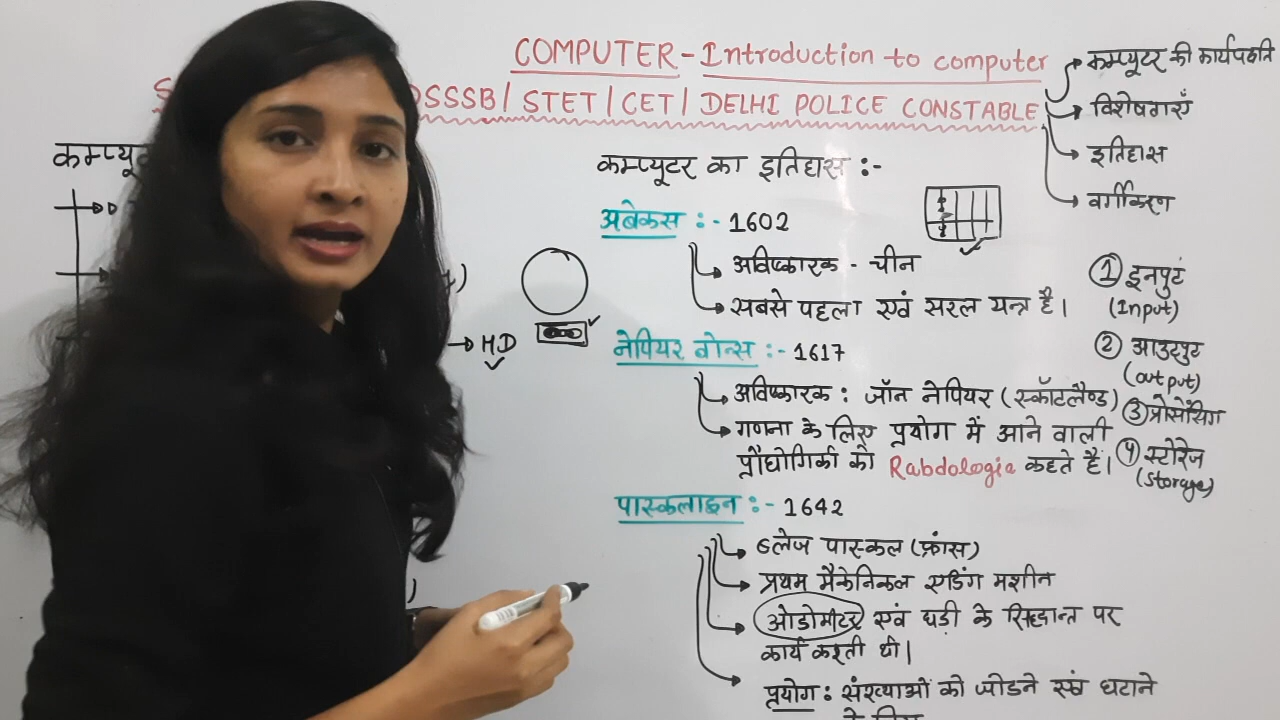 COMPUTER - Introduction to computer
DSSSB / STET / CET / DELHI POLICE CONSTABLE
कम्प्यूटर की कार्यपद्धति
विशेषताएँ
इतिहास
वर्गीकरण
कम्प्यूटर का इतिहास :-
अबेकस :- 1602
अविष्कारक - चीन
सबसे पहला एवं सरल यन्त्र है।
नेपियर बोन्स :- 1617
अविष्कारक : जॉन नेपियर (स्कॉटलैण्ड)
गणना के लिए प्रयोग में आने वाली
प्रौद्योगिकी को Rabdologia कहते हैं।
पास्कलाइन :- 1642
ब्लेज पास्कल (फ्रांस)
प्रथम मैकेनिकल एडिंग मशीन
ओडोमीटर एवं घड़ी के सिद्धान्त पर
कार्य करती थी।
प्रयोग : संख्याओं को जोडने एवं घटाने
① इनपुट
(Input)
② आउटपुट
(output)
③ प्रोसेसिंग
④ स्टोरेज
(Storage)
HD